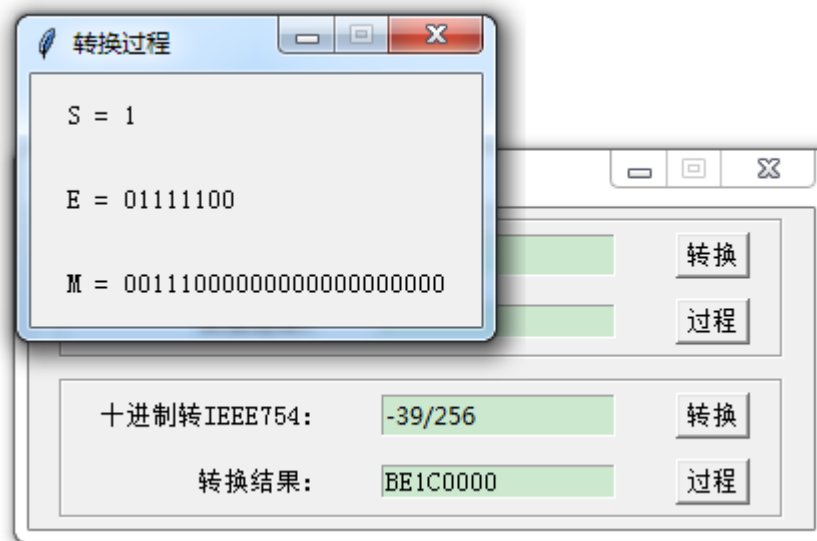 转换过程
S = 1
E = 01111100
M = 00111000000000000000000
转换
过程
十进制转IEEE754: -39/256 转换
转换结果: BE1C0000 过程